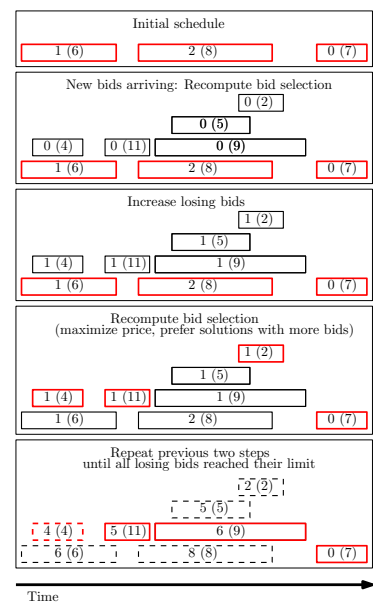 Initial schedule
1 (6) 2 (8) 0 (7)
New bids arriving: Recompute bid selection
0 (2)
0 (5)
0 (4) 0 (11) 0 (9)
1 (6) 2 (8) 0 (7)
Increase losing bids
1 (2)
1 (5)
1 (4) 1 (11) 1 (9)
1 (6) 2 (8) 0 (7)
Recompute bid selection
(maximize price, prefer solutions with more bids)
1 (2)
1 (5)
1 (4) 1 (11) 1 (9)
1 (6) 2 (8) 0 (7)
Repeat previous two steps
until all losing bids reached their limit
2 (2)
5 (5)
4 (4) 5 (11) 6 (9)
6 (6) 8 (8) 0 (7)
Time